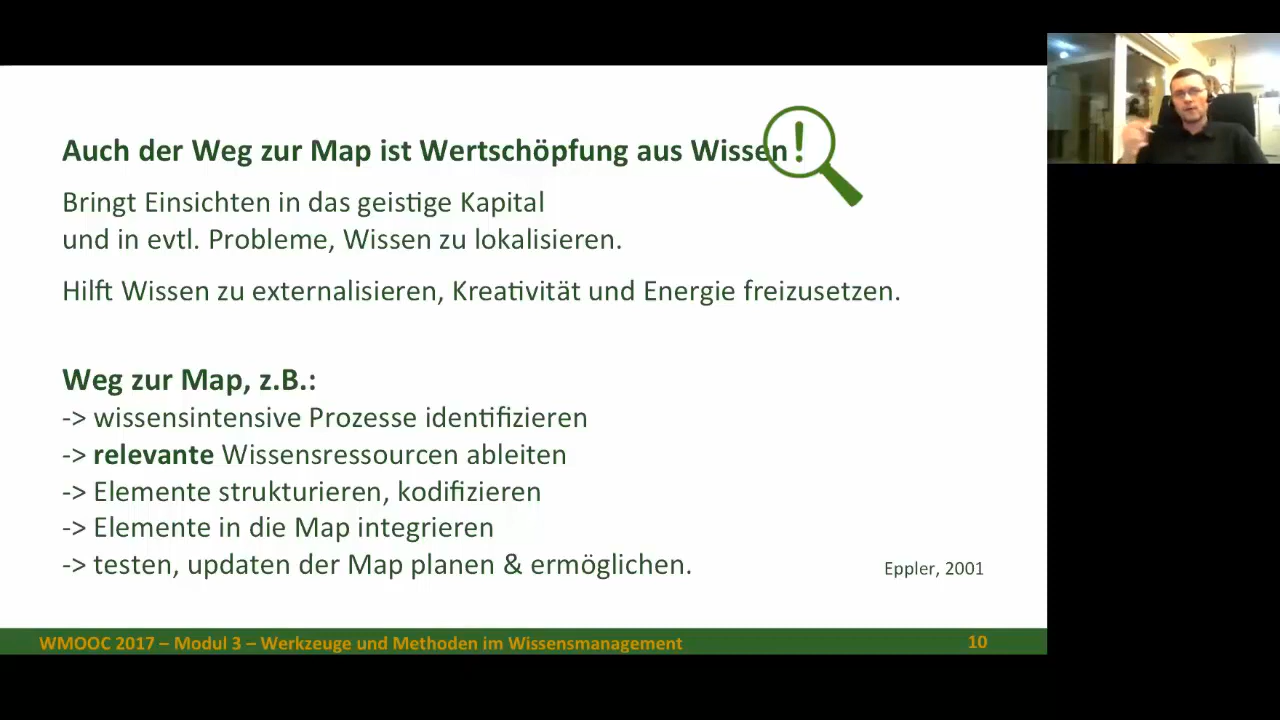 Auch der Weg zur Map ist Wertschöpfung aus Wissen!
Bringt Einsichten in das geistige Kapital
und in evtl. Probleme, Wissen zu lokalisieren.
Hilft Wissen zu externalisieren, Kreativität und Energie freizusetzen.
Weg zur Map, z.B.:
-> wissensintensive Prozesse identifizieren
-> relevante Wissensressourcen ableiten
-> Elemente strukturieren, kodifizieren
-> Elemente in die Map integrieren
-> testen, updaten der Map planen & ermöglichen.
Eppler, 2001
WMOOC 2017 – Modul 3 – Werkzeuge und Methoden im Wissensmanagement
10